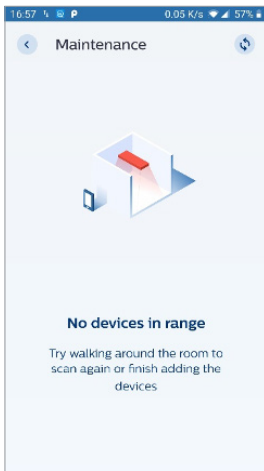 16:57 0.05 K/s 57%
Maintenance
No devices in range
Try walking around the room to
scan again or finish adding the
devices